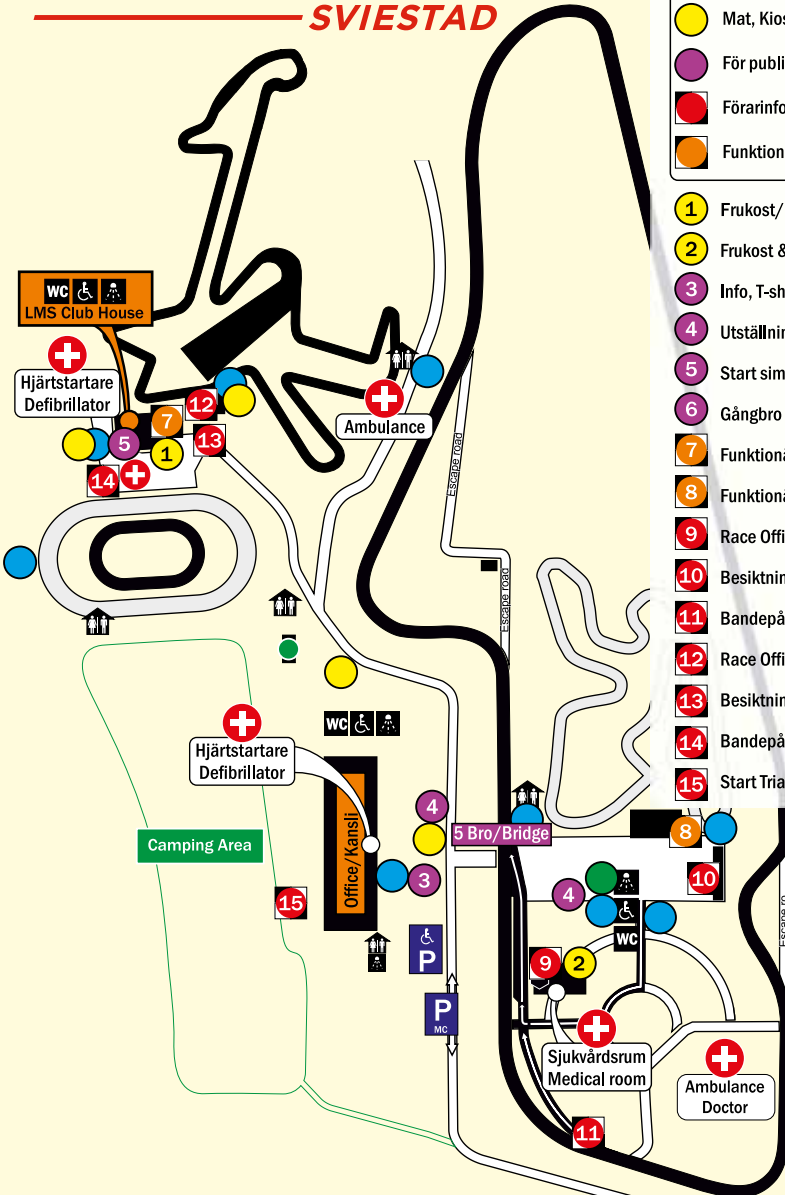 SVIESTAD
Mat, Kios
För publi
Förarinfo
Funktion
1 Frukost/
2 Frukost &
3 Info, T-sh
4 Utställnin
5 Start sim
6 Gångbro
7 Funktionä
8 Funktionä
9 Race Offi
10 Besiktnin
11 Bandepå
12 Race Offi
13 Besiktnin
14 Bandepå
15 Start Tria
WC
LMS Club House
Hjärtstartare
Defibrillator
12
7
5
1
13
14
Ambulance
Escape road
Escape road
WC
Hjärtstartare
Defibrillator
Camping Area
Office/Kansli
4
5 Bro/Bridge
8
3
10
15
4
WC
P
9
2
P
MC
Sjukvårdsrum
Medical room
Ambulance
Doctor
11
Escape ro